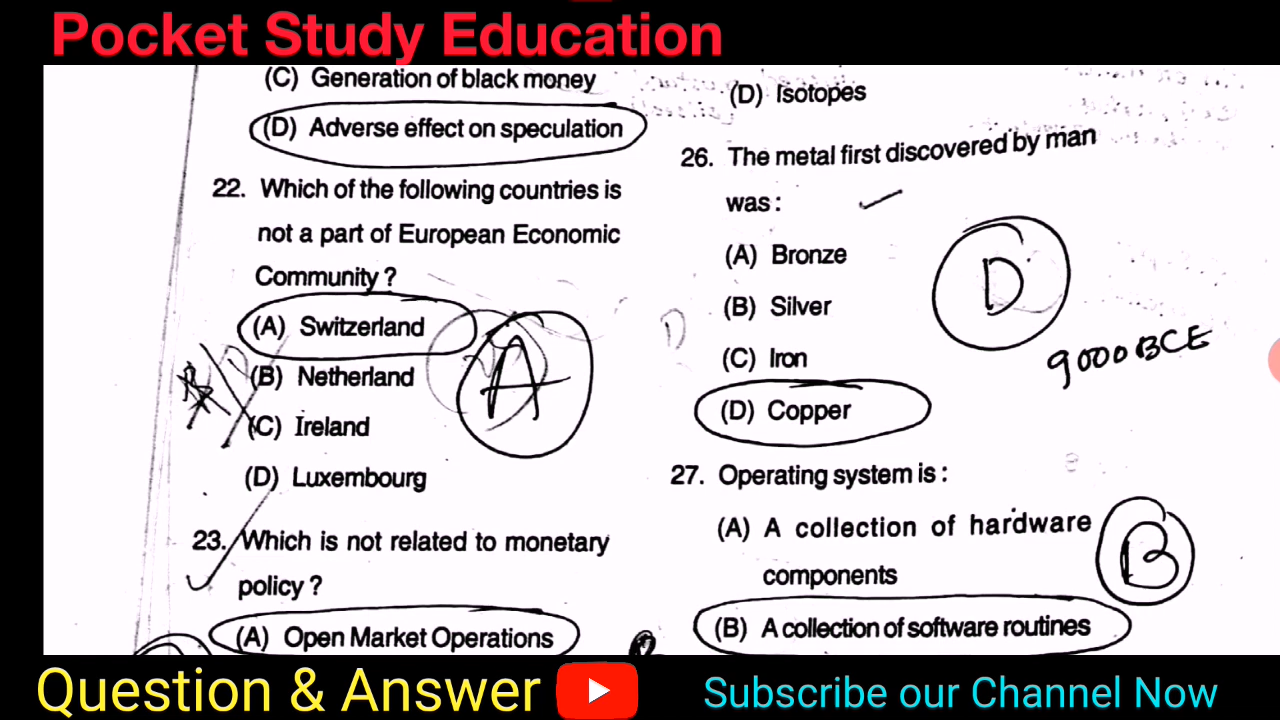 Pocket Study Education
(C) Generation of black money
(D) Adverse effect on speculation
22. Which of the following countries is
not a part of European Economic
Community ?
(A) Switzerland
(B) Netherland
(C) Ireland
(D) Luxembourg
A
23. Which is not related to monetary
policy ?
(A) Open Market Operations
(D) Isotopes
26. The metal first discovered by man
was :
(A) Bronze
(B) Silver
(C) Iron
(D) Copper
D
D
9000 BCE
27. Operating system is :
(A) A collection of hardware
components
(B) A collection of software routines
B
Question & Answer
Subscribe our Channel Now